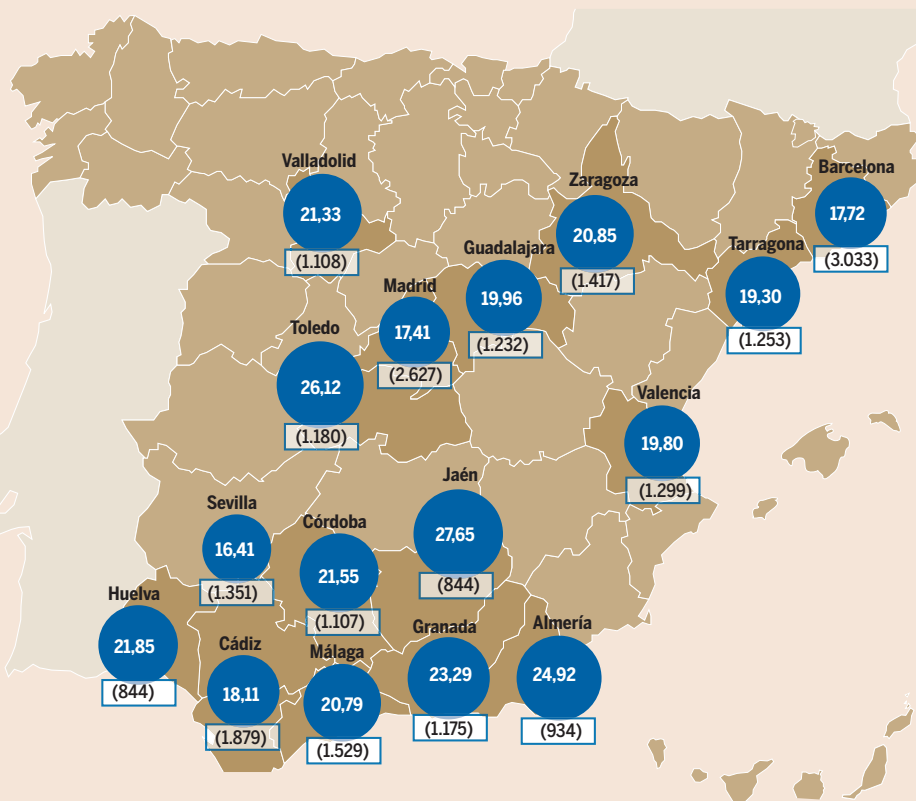 Valladolid
21,33
(1.108)
Zaragoza
20,85
(1.417)
Barcelona
17,72
(3.033)
Guadalajara
19,96
(1.232)
Tarragona
19,30
(1.253)
Madrid
17,41
(2.627)
Toledo
26,12
(1.180)
Valencia
19,80
(1.299)
Jaén
27,65
(844)
Sevilla
16,41
(1.351)
Córdoba
21,55
(1.107)
Huelva
21,85
(844)
Cádiz
18,11
(1.879)
Málaga
20,79
(1.529)
Granada
23,29
(1.175)
Almería
24,92
(934)